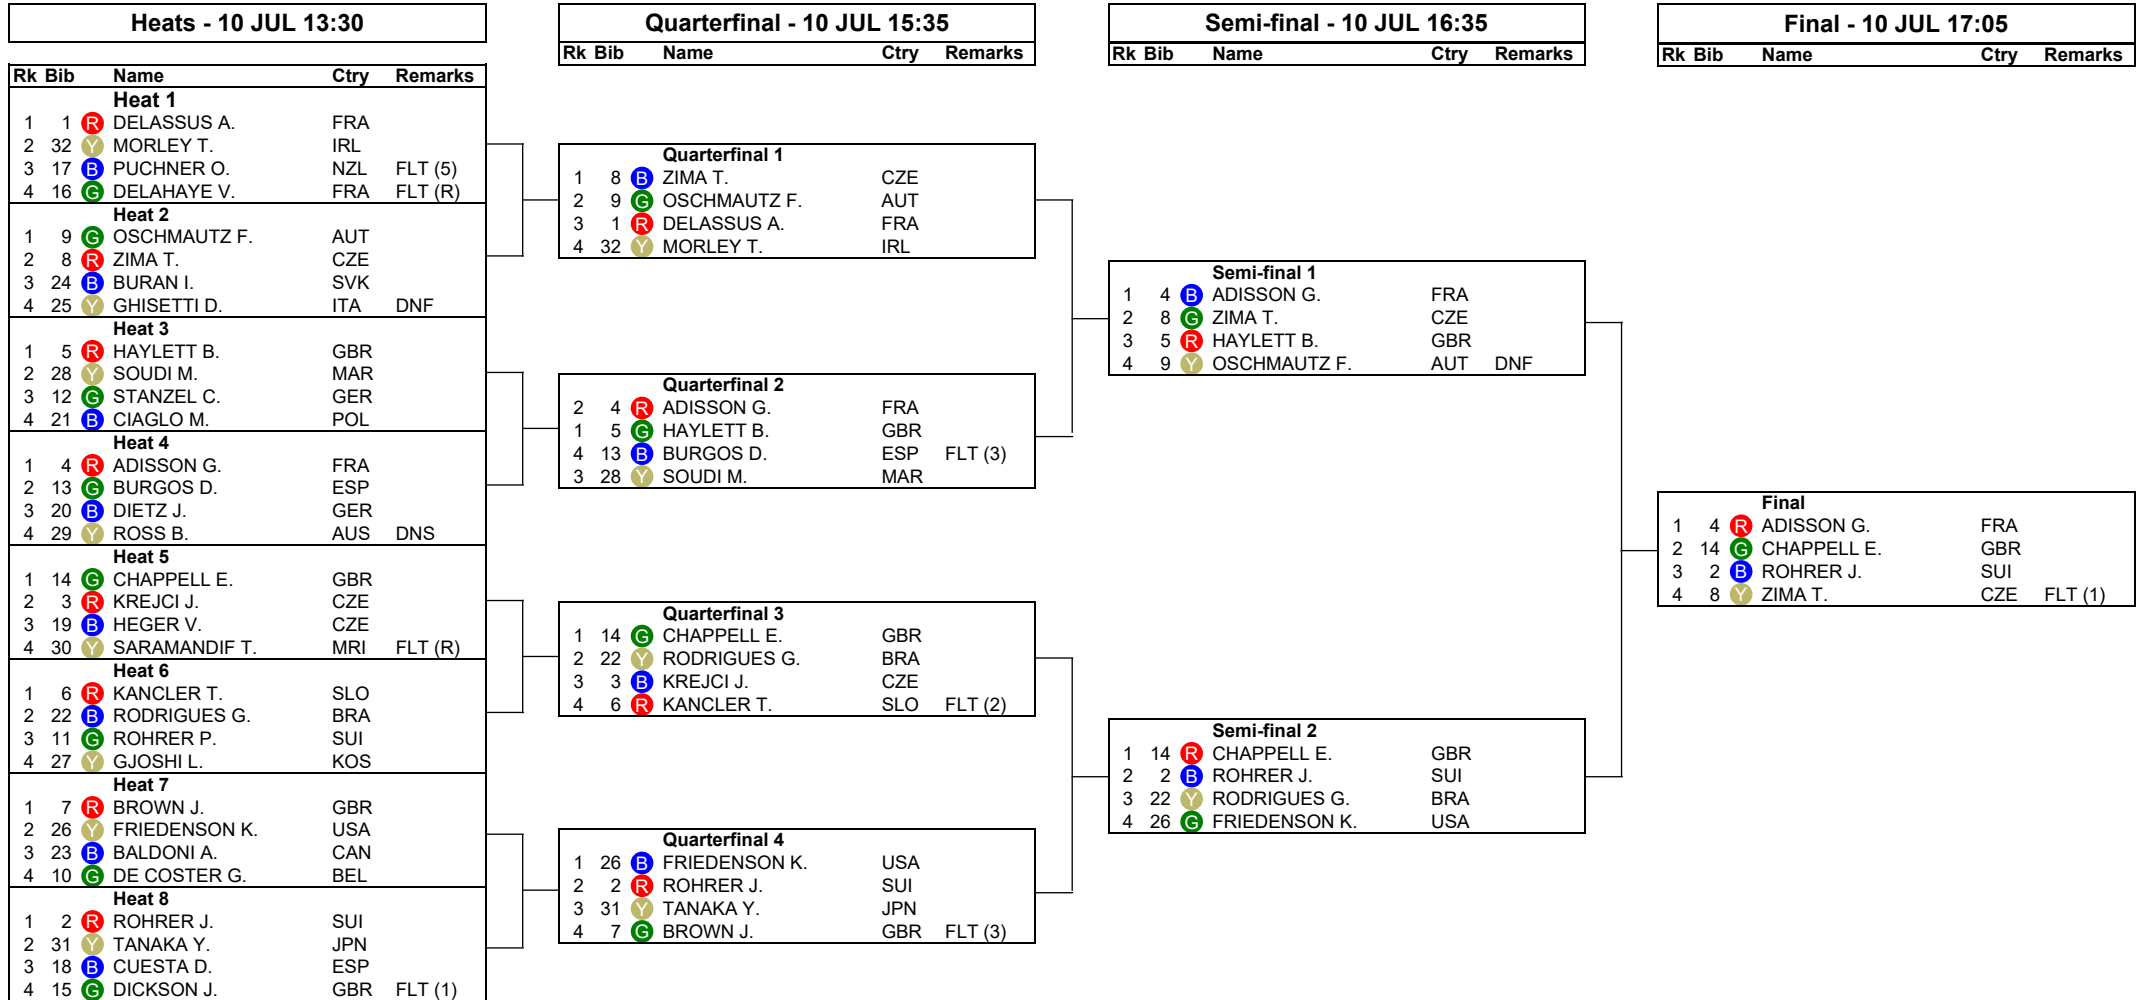 Heats - 10 JUL 13:30
Rk Bib Name Ctry Remarks
Heat 1
1 1 R DELASSUS A. FRA
2 32 Y MORLEY T. IRL
3 17 B PUCHNER O. NZL FLT (5)
4 16 G DELAHAYE V. FRA FLT (R)
Heat 2
1 9 G OSCHMAUTZ F. AUT
2 8 R ZIMA T. CZE
3 24 B BURAN I. SVK
4 25 Y GHISETTI D. ITA DNF
Heat 3
1 5 R HAYLETT B. GBR
2 28 Y SOUDI M. MAR
3 12 G STANZEL C. GER
4 21 B CIAGLO M. POL
Heat 4
1 4 R ADISSON G. FRA
2 13 G BURGOS D. ESP
3 20 B DIETZ J. GER
4 29 Y ROSS B. AUS DNS
Heat 5
1 14 G CHAPPELL E. GBR
2 3 R KREJCI J. CZE
3 19 B HEGER V. CZE
4 30 Y SARAMANDIF T. MRI FLT (R)
Heat 6
1 6 R KANCLER T. SLO
2 22 B RODRIGUES G. BRA
3 11 G ROHRER P. SUI
4 27 Y GJOSHI L. KOS
Heat 7
1 7 R BROWN J. GBR
2 26 Y FRIEDENSON K. USA
3 23 B BALDONI A. CAN
4 10 G DE COSTER G. BEL
Heat 8
1 2 R ROHRER J. SUI
2 31 Y TANAKA Y. JPN
3 18 B CUESTA D. ESP
4 15 G DICKSON J. GBR FLT (1)
Quarterfinal - 10 JUL 15:35
Rk Bib Name Ctry Remarks
Quarterfinal 1
1 8 B ZIMA T. CZE
2 9 G OSCHMAUTZ F. AUT
3 1 R DELASSUS A. FRA
4 32 Y MORLEY T. IRL
Quarterfinal 2
2 4 R ADISSON G. FRA
1 5 G HAYLETT B. GBR
4 13 B BURGOS D. ESP FLT (3)
3 28 Y SOUDI M. MAR
Quarterfinal 3
1 14 G CHAPPELL E. GBR
2 22 Y RODRIGUES G. BRA
3 3 B KREJCI J. CZE
4 6 R KANCLER T. SLO FLT (2)
Quarterfinal 4
1 26 B FRIEDENSON K. USA
2 2 R ROHRER J. SUI
3 31 Y TANAKA Y. JPN
4 7 G BROWN J. GBR FLT (3)
Semi-final - 10 JUL 16:35
Rk Bib Name Ctry Remarks
Semi-final 1
1 4 B ADISSON G. FRA
2 8 G ZIMA T. CZE
3 5 R HAYLETT B. GBR
4 9 Y OSCHMAUTZ F. AUT DNF
Semi-final 2
1 14 R CHAPPELL E. GBR
2 2 B ROHRER J. SUI
3 22 Y RODRIGUES G. BRA
4 26 G FRIEDENSON K. USA
Final - 10 JUL 17:05
Rk Bib Name Ctry Remarks
Final
1 4 R ADISSON G. FRA
2 14 G CHAPPELL E. GBR
3 2 B ROHRER J. SUI
4 8 Y ZIMA T. CZE FLT (1)